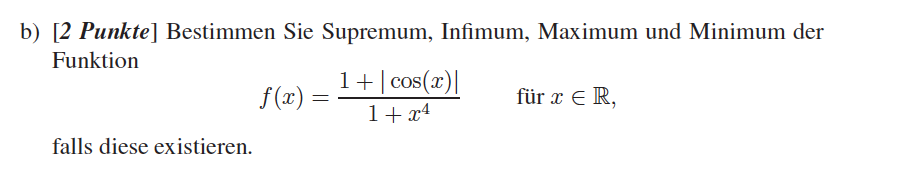 b) [2 Punkte] Bestimmen Sie Supremum, Infimum, Maximum und Minimum der
Funktion
f(x) = \frac{1 + |\cos(x)|}{1 + x^4} für x ∈ ℝ,
falls diese existieren.